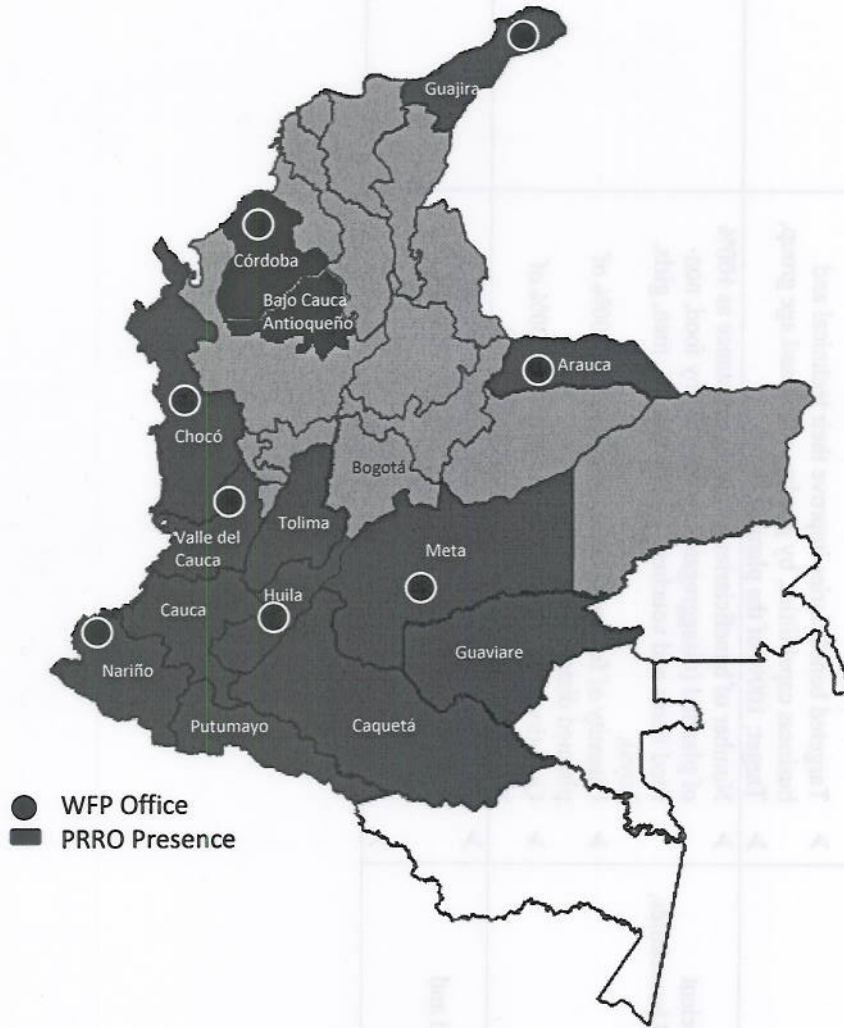 Guajira
Córdoba
Bajo Cauca
Antioqueño
Arauca
Chocó
Bogotá
Tolima
Valle del
Cauca
Meta
Huila
Cauca
Guaviare
Nariño
Putumayo
Caquetá
WFP Office
PRRO Presence